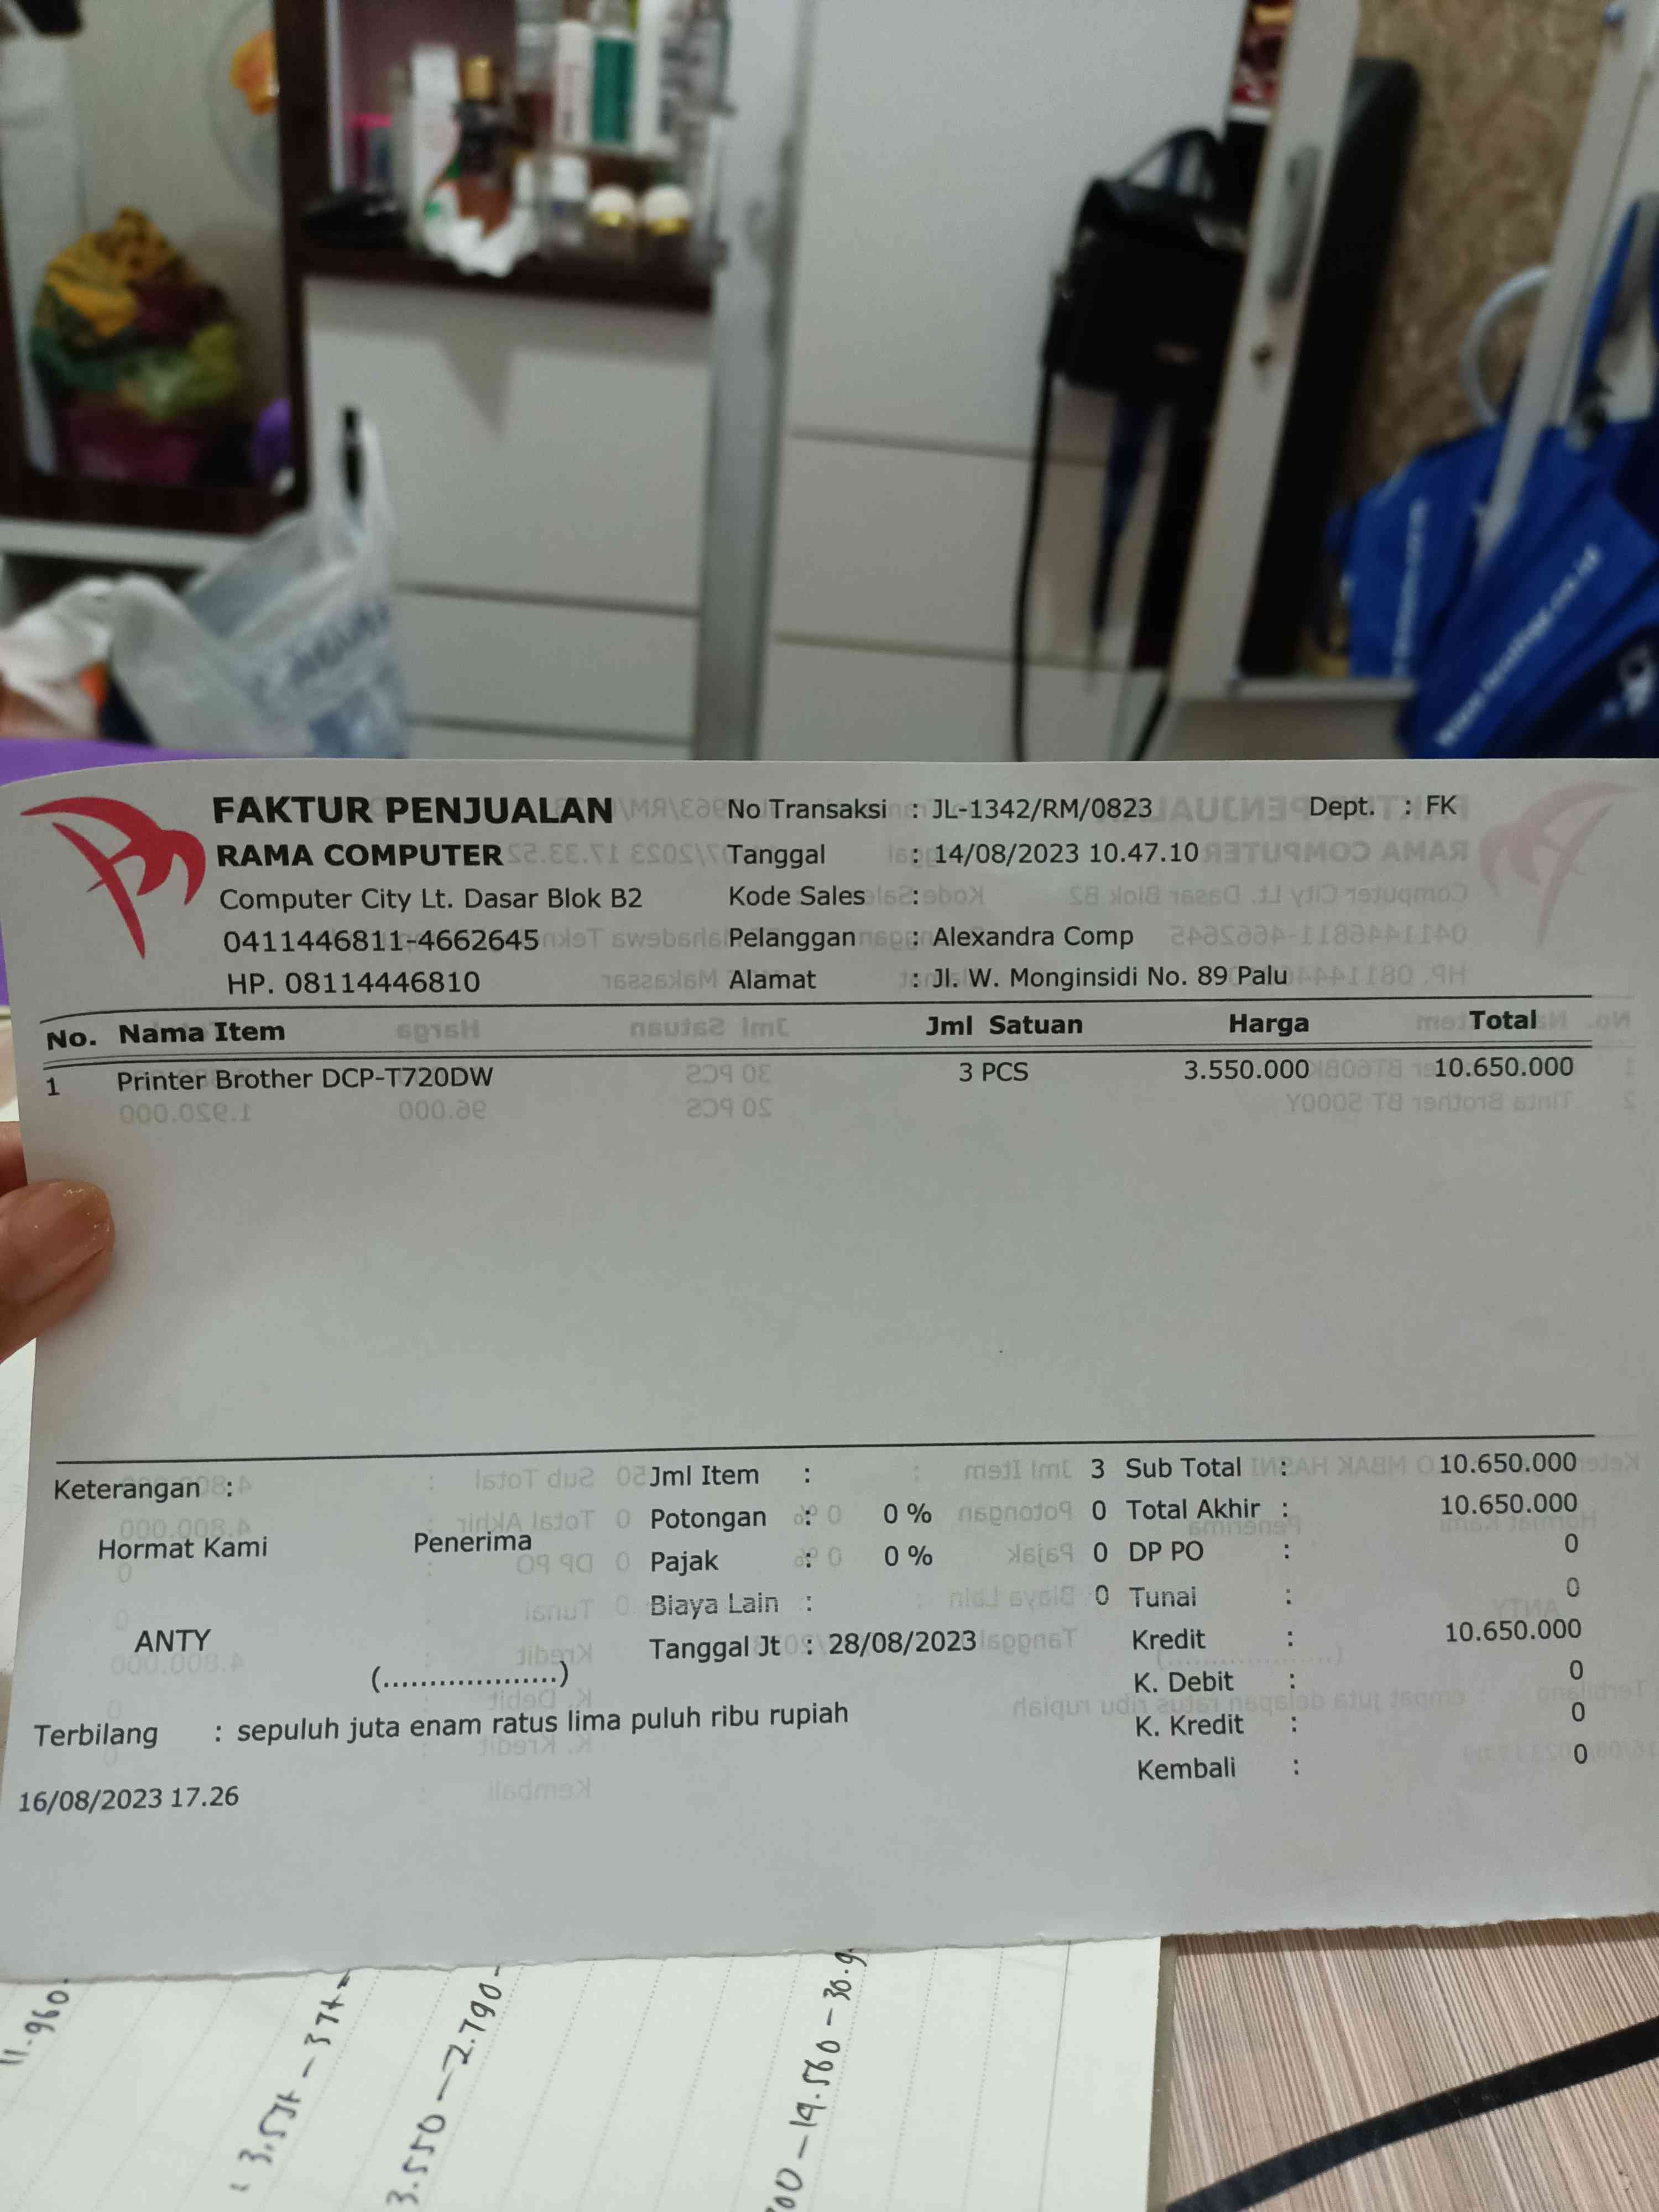 FAKTUR PENJUALAN
RAMA COMPUTER
Computer City Lt. Dasar Blok B2
0411446811-4662645
HP. 08114446810
No Transaksi : JL-1342/RM/0823
Tanggal : 14/08/2023 10.47.10
Kode Sales :
Pelanggan : Alexandra Comp
Alamat : Jl. W. Monginsidi No. 89 Palu
Dept. : FK
No. Nama Item Jml Satuan Harga Total
1 Printer Brother DCP-T720DW 3 PCS 3.550.000 10.650.000
Keterangan :
Hormat Kami Penerima
ANTY
(...................)
Jml Item : 3
Potongan : 0 % 0
Pajak : 0 % 0
Biaya Lain : 0
Tanggal Jt : 28/08/2023
Sub Total : 10.650.000
Total Akhir : 10.650.000
DP PO : 0
Tunai : 0
Kredit : 10.650.000
K. Debit : 0
K. Kredit : 0
Kembali : 0
Terbilang : sepuluh juta enam ratus lima puluh ribu rupiah
16/08/2023 17.26
11.960.
3.5Jt - 37t
3.550 - 2.790-